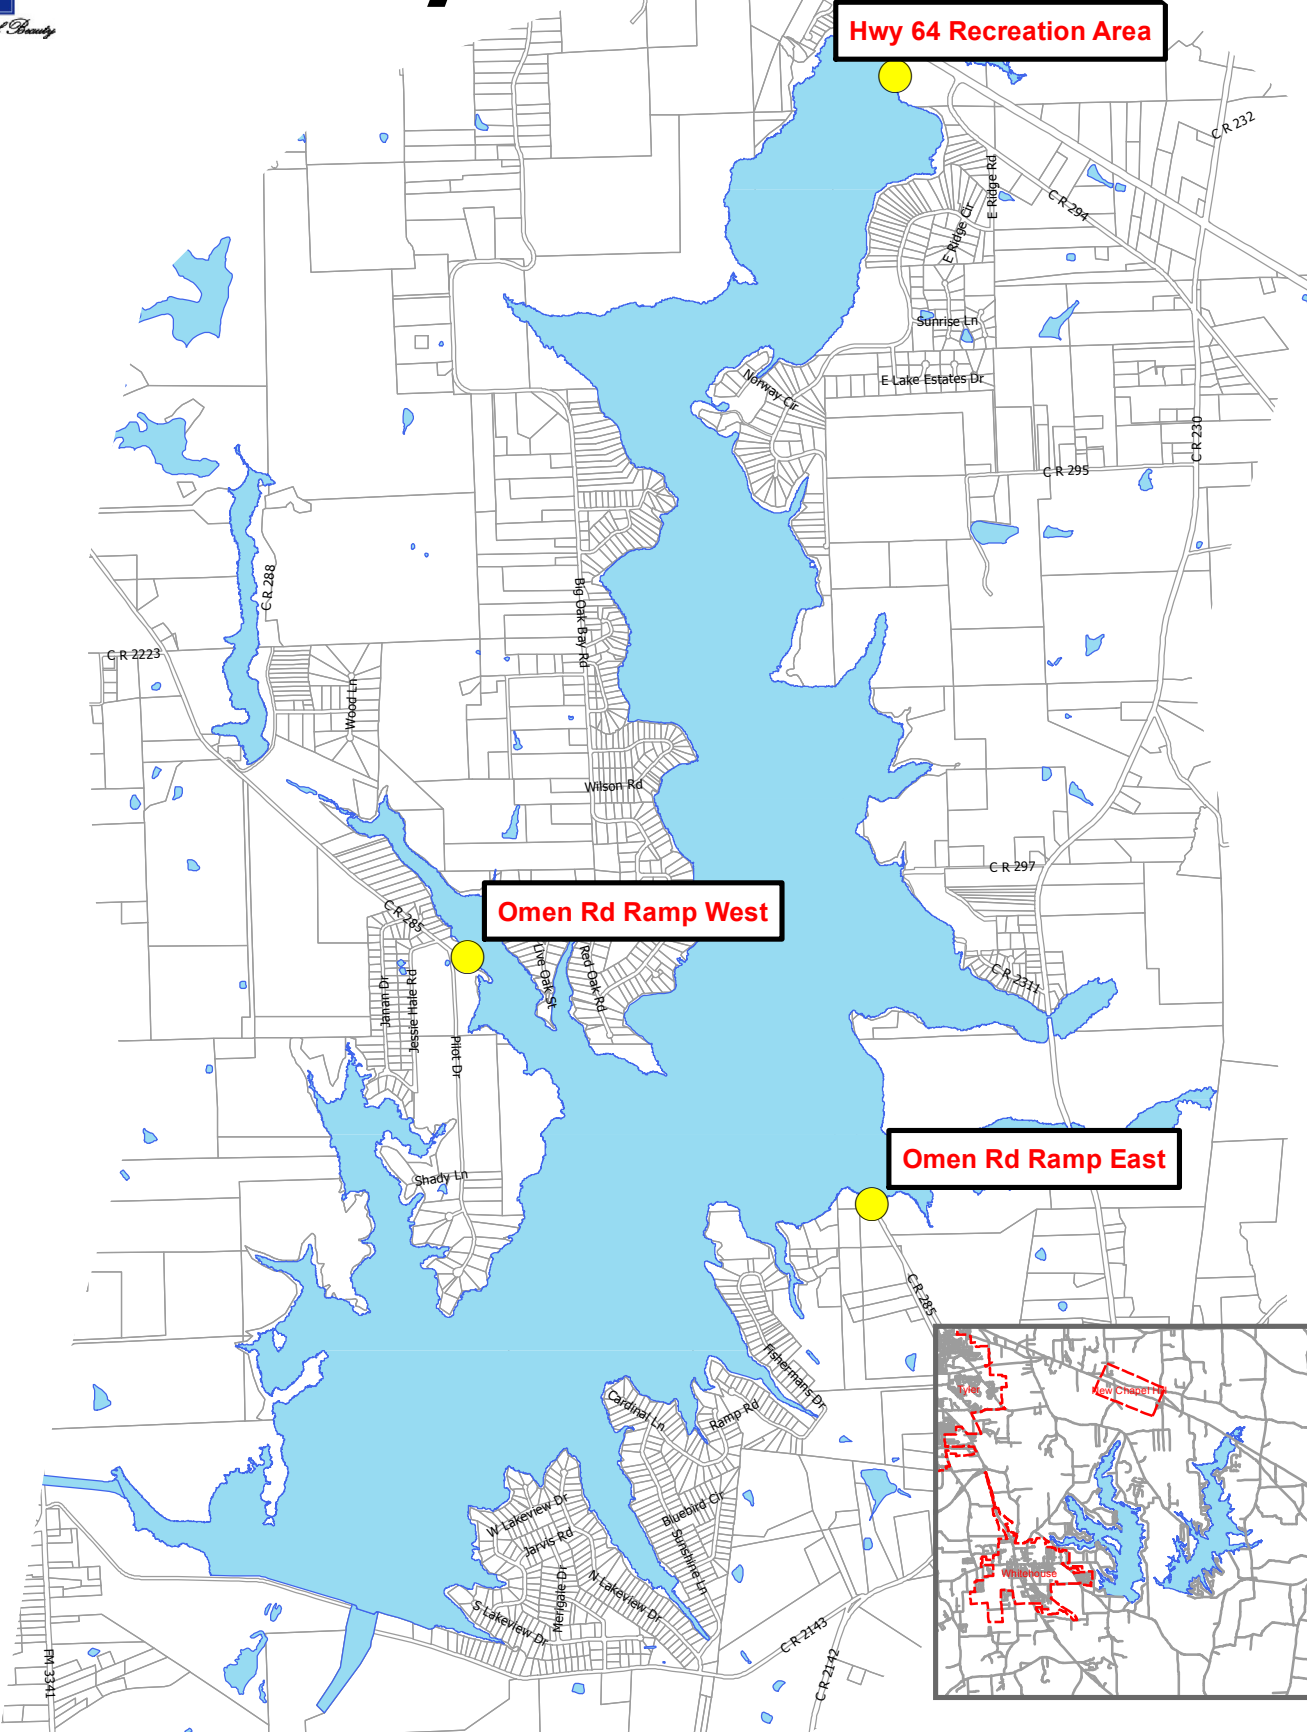 Beauty
Hwy 64 Recreation Area
C R 232
E Ridge Rd
C R 294
E Ridge Cir
Sunrise Ln
E Lake Estates Dr
Norway Cir
C R 230
C R 295
C R 288
Big Oak Bay Rd
C R 2223
Wood Ln
Wilson Rd
C R 297
Omen Rd Ramp West
C R 285
Live Oak St
Red Oak Rd
C R 2311
Janan Dr
Jessie Hale Rd
Pilot Dr
Omen Rd Ramp East
Shady Ln
C R 285
Fishermans Dr
Tyler
New Chapel Hill
Cardinal Ln
Ramp Rd
W Lakeview Dr
Bluebird Cir
Jarvis Rd
Sunshine Ln
Merigale Dr
N Lakeview Dr
Whitehouse
S Lakeview Dr
C R 2143
FM 3341
C R 2142